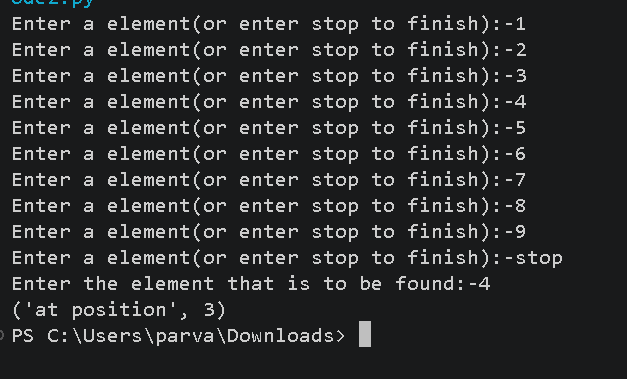 ode2.py
Enter a element(or enter stop to finish):-1
Enter a element(or enter stop to finish):-2
Enter a element(or enter stop to finish):-3
Enter a element(or enter stop to finish):-4
Enter a element(or enter stop to finish):-5
Enter a element(or enter stop to finish):-6
Enter a element(or enter stop to finish):-7
Enter a element(or enter stop to finish):-8
Enter a element(or enter stop to finish):-9
Enter a element(or enter stop to finish):-stop
Enter the element that is to be found:-4
('at position', 3)
PS C:\Users\parva\Downloads>